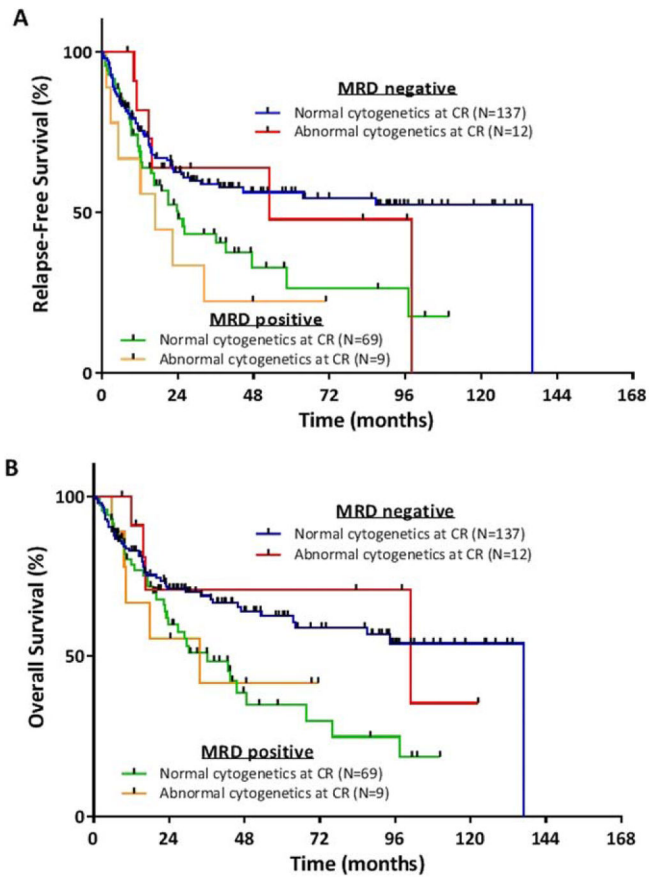 A
Relapse-Free Survival (%)
100
50
0
MRD negative
Normal cytogenetics at CR (N=137)
Abnormal cytogenetics at CR (N=12)
MRD positive
Normal cytogenetics at CR (N=69)
Abnormal cytogenetics at CR (N=9)
0 24 48 72 96 120 144 168
Time (months)
B
Overall Survival (%)
100
50
0
MRD negative
Normal cytogenetics at CR (N=137)
Abnormal cytogenetics at CR (N=12)
MRD positive
Normal cytogenetics at CR (N=69)
Abnormal cytogenetics at CR (N=9)
0 24 48 72 96 120 144 168
Time (months)